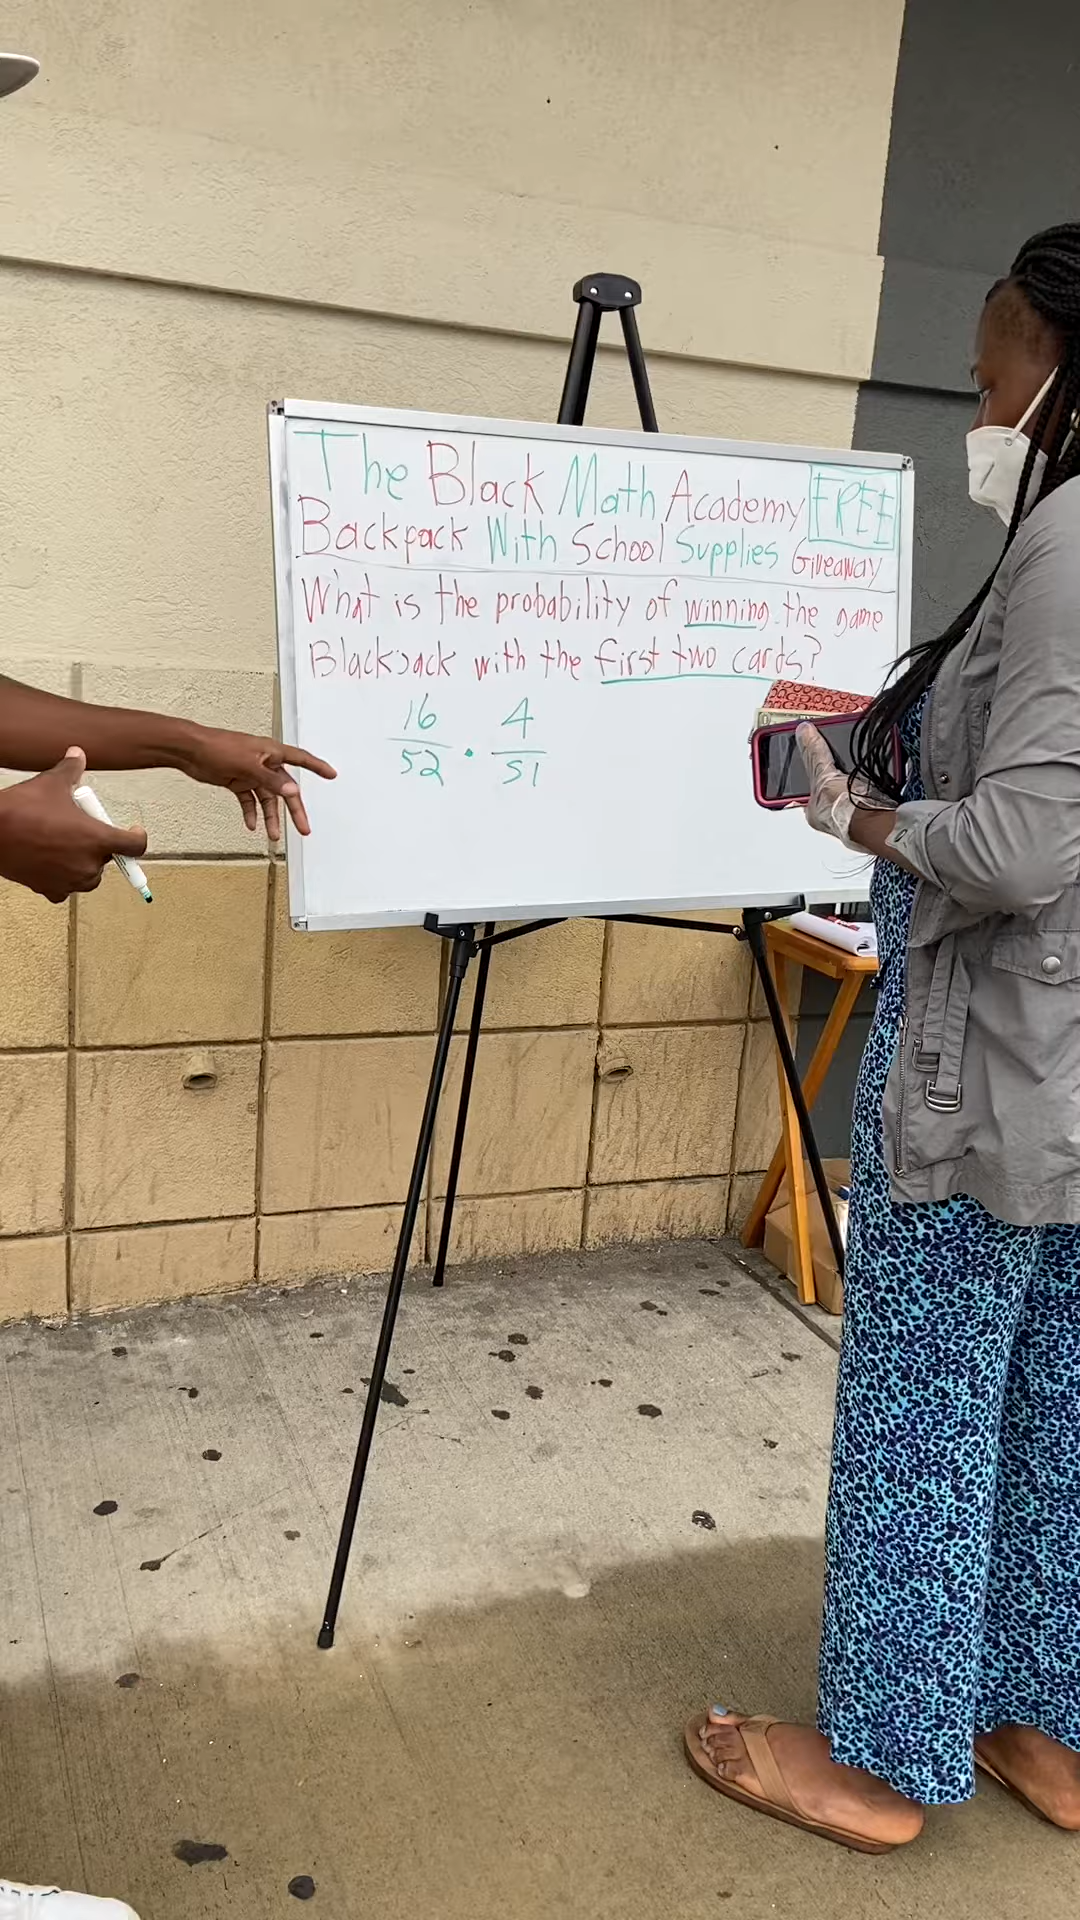 The Black Math Academy FREE
Backpack With School Supplies Giveaway
What is the probability of winning the game
Blackjack with the first two cards?
16/52 · 4/51